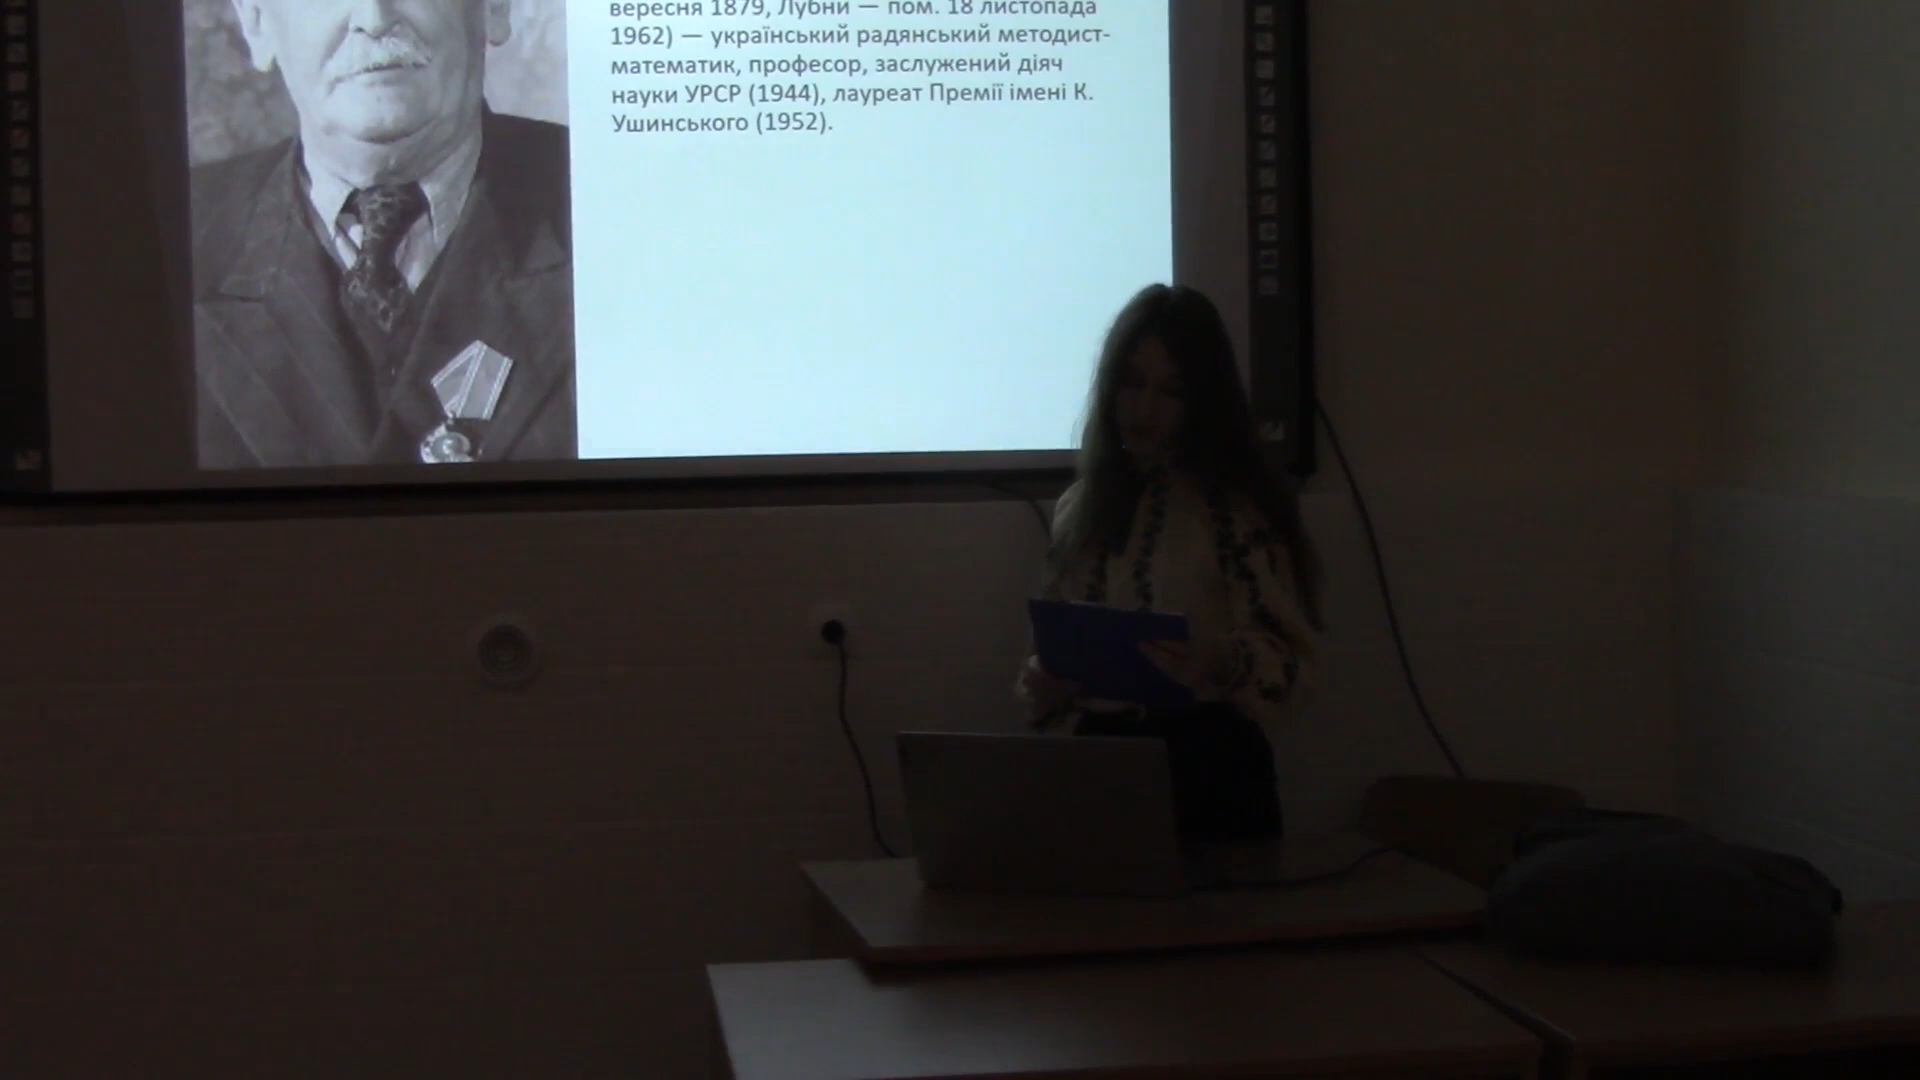 вересня 1879, Лубни — пом. 18 листопада
1962) — український радянський методист-
математик, професор, заслужений діяч
науки УРСР (1944), лауреат Премії імені К.
Ушинського (1952).